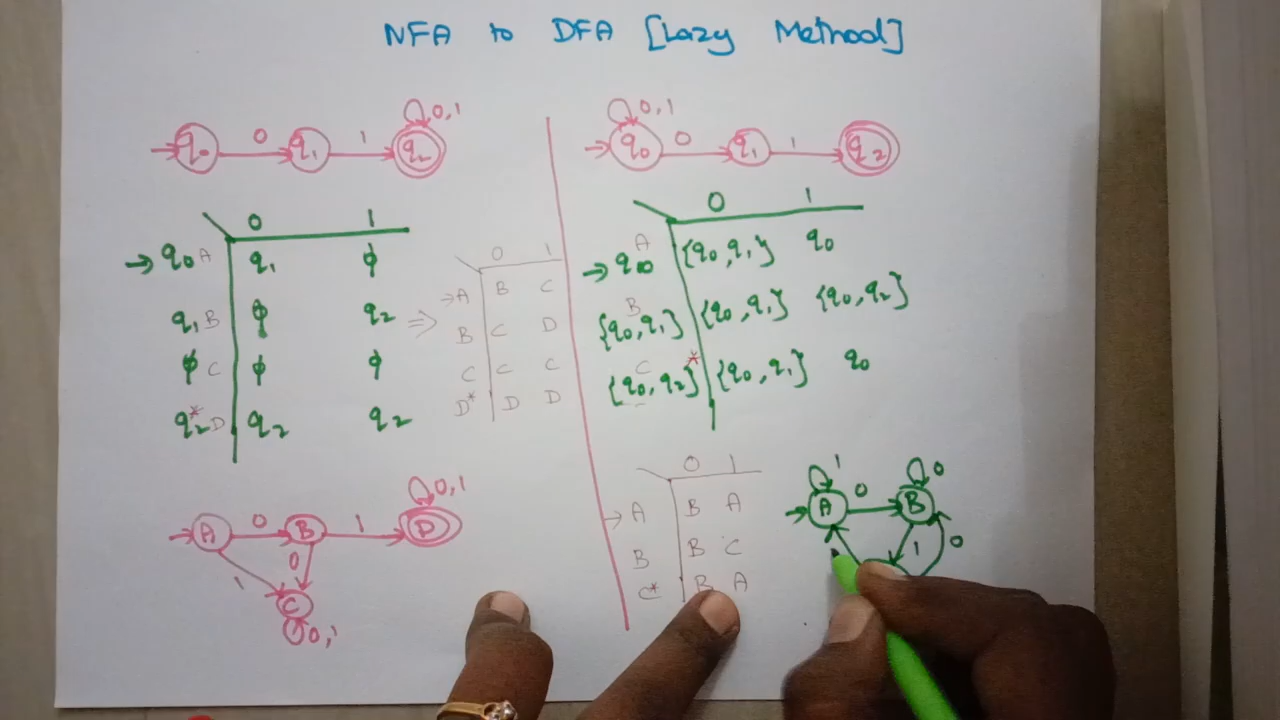 NFA to DFA [Lazy Method]
0,1
q0 0 q1 1 q2
0 1
→ q0 A q1 ϕ
q1 B ϕ q2 ⇒
ϕ C ϕ ϕ
q2* D q2 q2
0 1
→A B C
B C D
C C C
D* D D
0,1
A 0 B 1 D
1 0
C
0,1
0,1
q0 0 q1 1 q2
0 1
A
→ q0 {q0,q1} q0
B
{q0,q1} {q0,q1} {q0,q2}
C
{q0,q2}* {q0,q1} q0
0 1
→ A B A
B B C
C* B A
1 0
A 0 B
1 0